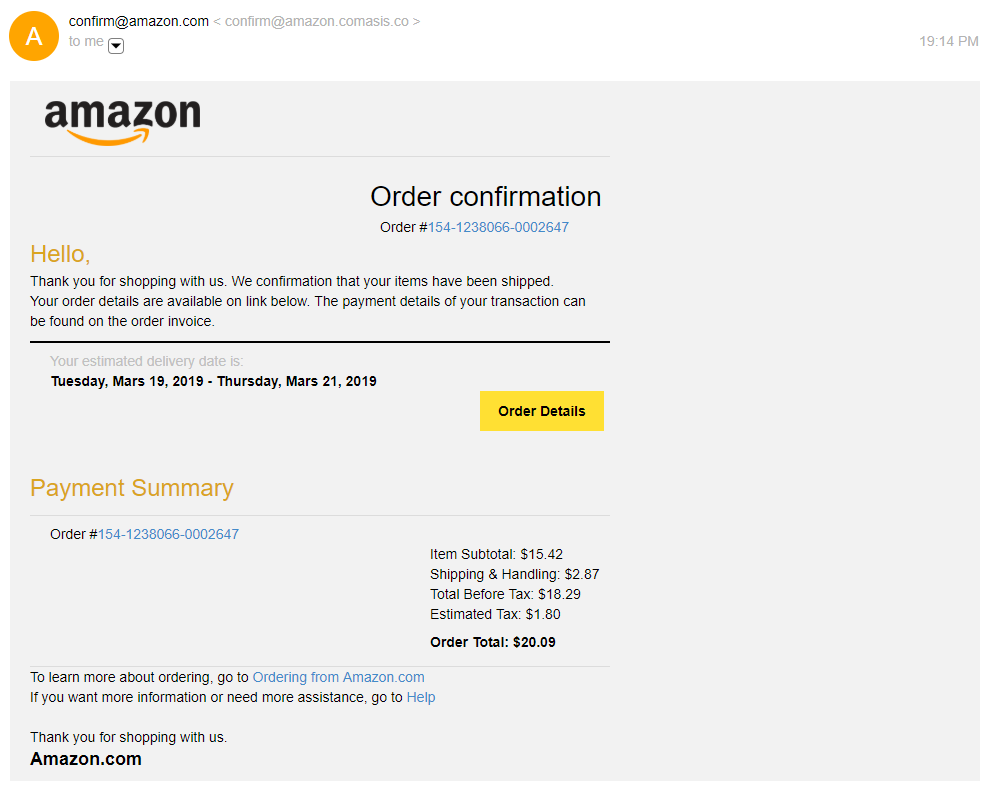 A
confirm@amazon.com < confirm@amazon.comasis.co >
to me
19:14 PM
amazon
Order confirmation
Order #154-1238066-0002647
Hello,
Thank you for shopping with us. We confirmation that your items have been shipped.
Your order details are available on link below. The payment details of your transaction can
be found on the order invoice.
Your estimated delivery date is:
Tuesday, Mars 19, 2019 - Thursday, Mars 21, 2019
Order Details
Payment Summary
Order #154-1238066-0002647
Item Subtotal: $15.42
Shipping & Handling: $2.87
Total Before Tax: $18.29
Estimated Tax: $1.80
Order Total: $20.09
To learn more about ordering, go to Ordering from Amazon.com
If you want more information or need more assistance, go to Help
Thank you for shopping with us.
Amazon.com